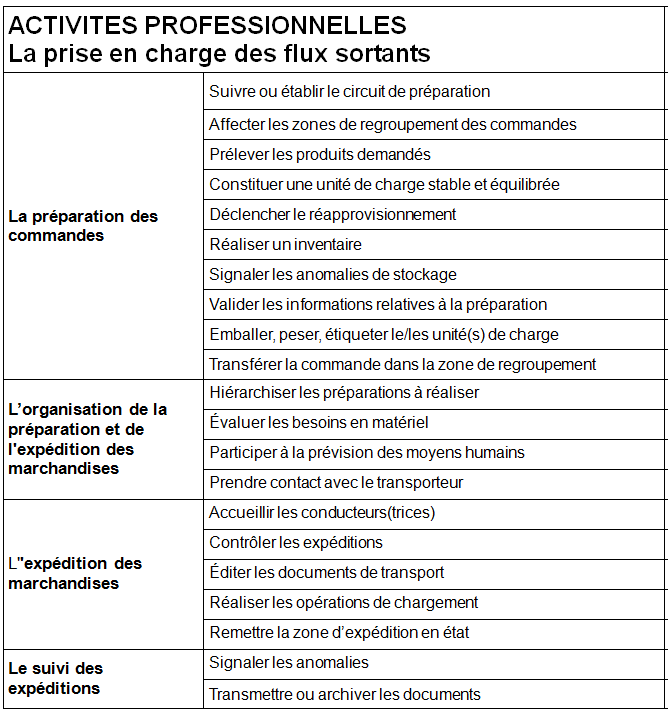 ACTIVITES PROFESSIONNELLES
La prise en charge des flux sortants
La préparation des
commandes
Suivre ou établir le circuit de préparation
Affecter les zones de regroupement des commandes
Prélever les produits demandés
Constituer une unité de charge stable et équilibrée
Déclencher le réapprovisionnement
Réaliser un inventaire
Signaler les anomalies de stockage
Valider les informations relatives à la préparation
Emballer, peser, étiqueter le/les unité(s) de charge
Transférer la commande dans la zone de regroupement
L’organisation de la
préparation et de
l'expédition des
marchandises
Hiérarchiser les préparations à réaliser
Évaluer les besoins en matériel
Participer à la prévision des moyens humains
Prendre contact avec le transporteur
L"expédition des
marchandises
Accueillir les conducteurs(trices)
Contrôler les expéditions
Éditer les documents de transport
Réaliser les opérations de chargement
Remettre la zone d’expédition en état
Le suivi des
expéditions
Signaler les anomalies
Transmettre ou archiver les documents